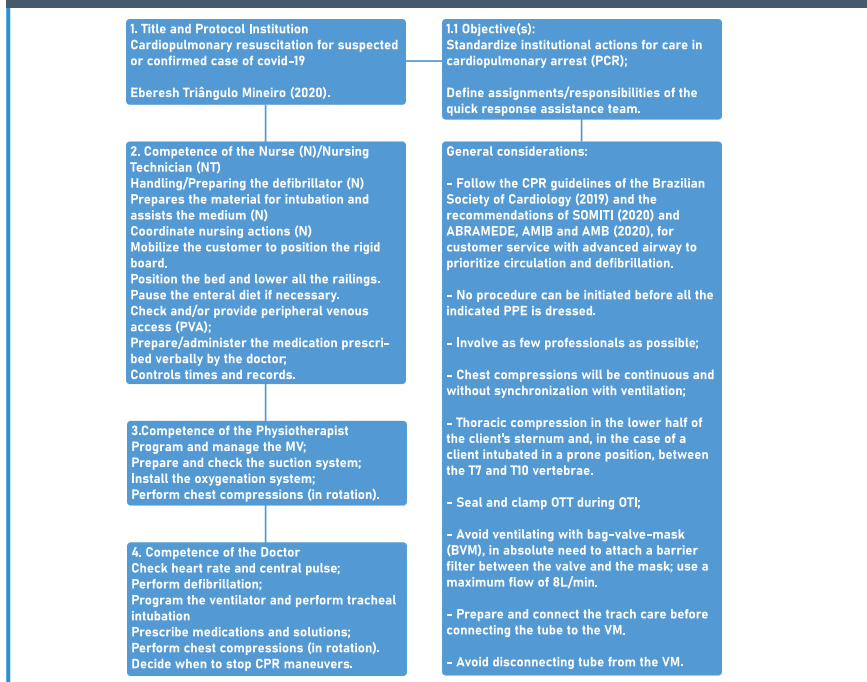 1. Title and Protocol Institution
Cardiopulmonary resuscitation for suspected
or confirmed case of covid-19
Eberesh Triângulo Mineiro (2020).
1.1 Objective(s):
Standardize institutional actions for care in
cardiopulmonary arrest (PCR);
Define assignments/responsibilities of the
quick response assistance team.
2. Competence of the Nurse (N)/Nursing
Technician (NT)
Handling/Preparing the defibrillator (N)
Prepares the material for intubation and
assists the medium (N)
Coordinate nursing actions (N)
Mobilize the customer to position the rigid
board.
Position the bed and lower all the railings.
Pause the enteral diet if necessary.
Check and/or provide peripheral venous
access (PVA);
Prepare/administer the medication prescri-
bed verbally by the doctor;
Controls times and records.
3.Competence of the Physiotherapist
Program and manage the MV;
Prepare and check the suction system;
Install the oxygenation system;
Perform chest compressions (in rotation).
4. Competence of the Doctor
Check heart rate and central pulse;
Perform defibrillation;
Program the ventilator and perform tracheal
intubation
Prescribe medications and solutions;
Perform chest compressions (in rotation).
Decide when to stop CPR maneuvers.
General considerations:
- Follow the CPR guidelines of the Brazilian
Society of Cardiology (2019) and the
recommendations of SOMITI (2020) and
ABRAMEDE, AMIB and AMB (2020), for
customer service with advanced airway to
prioritize circulation and defibrillation.
- No procedure can be initiated before all the
indicated PPE is dressed.
- Involve as few professionals as possible;
- Chest compressions will be continuous and
without synchronization with ventilation;
- Thoracic compression in the lower half of
the client's sternum and, in the case of a
client intubated in a prone position, between
the T7 and T10 vertebrae.
- Seal and clamp OTT during OTI;
- Avoid ventilating with bag-valve-mask
(BVM), in absolute need to attach a barrier
filter between the valve and the mask; use a
maximum flow of 8L/min.
- Prepare and connect the trach care before
connecting the tube to the VM.
- Avoid disconnecting tube from the VM.